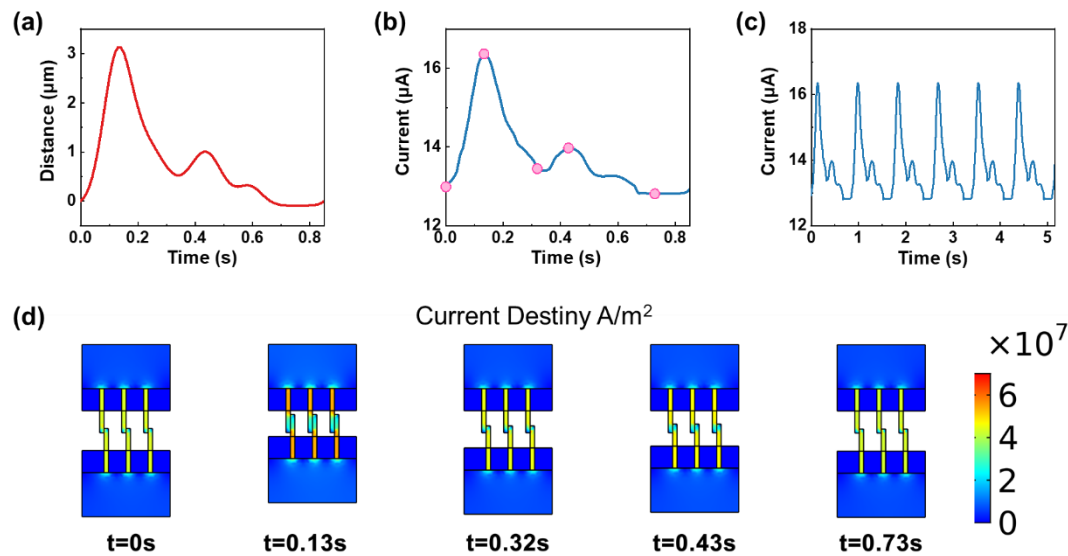 (a)
Distance (μm)
3
2
1
0
0.0 0.2 0.4 0.6 0.8
Time (s)
(b)
Current (μA)
16
14
12
0.0 0.2 0.4 0.6 0.8
Time (s)
(c)
Current (μA)
18
16
14
12
0 1 2 3 4 5
Time (s)
(d)
Current Destiny A/m²
×10⁷
6
4
2
0
t=0s t=0.13s t=0.32s t=0.43s t=0.73s